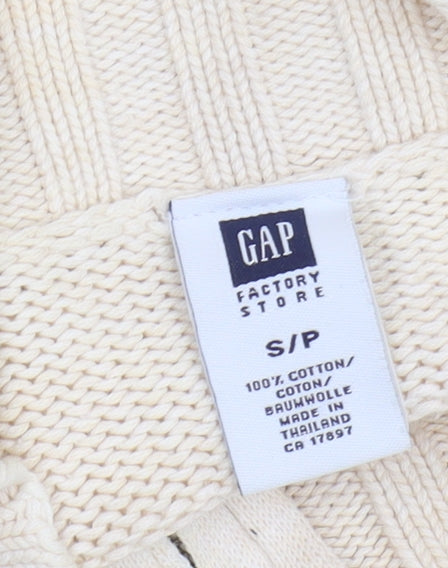 GAP
FACTORY
STORE
S/P
100% COTTON/
COTON/
BAUMWOLLE
MADE IN
THAILAND
CA 17897